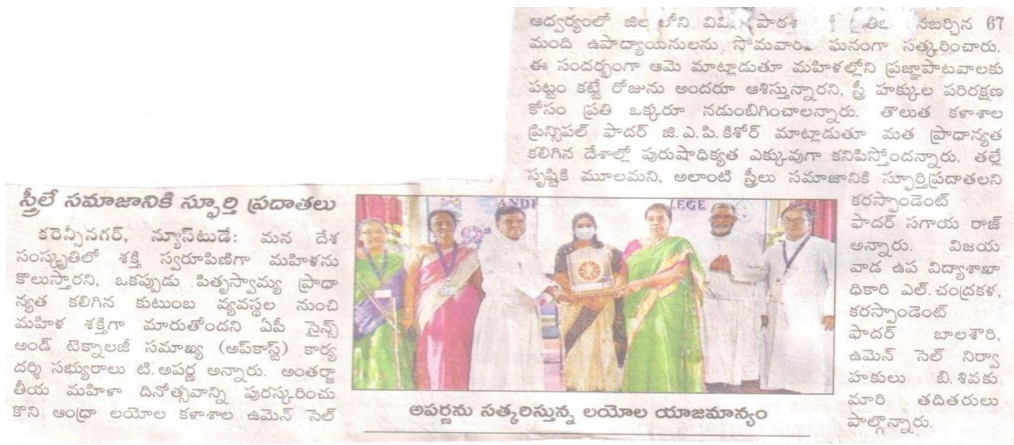 స్త్రీలే సమాజానికి స్ఫూర్తి ప్రదాతలు
కరెన్సీనగర్, న్యూస్‌టుడే: మన దేశ
సంస్కృతిలో శక్తి స్వరూపిణిగా మహిళను
కొలుస్తారని, ఒకప్పుడు పితృస్వామ్య ప్రాధా
న్యత కలిగిన కుటుంబ వ్యవస్థల నుంచి
మహిళ శక్తిగా మారుతోందని ఏపీ సైన్స్
అండ్ టెక్నాలజీ సమాఖ్య (అప్‌కాస్ట్) కార్య
దర్శి సభ్యురాలు టి.అపర్ణ అన్నారు. అంతర్జా
తీయ మహిళా దినోత్సవాన్ని పురస్కరించు
కొని ఆంధ్రా లయోల కళాశాల ఉమెన్ సెల్
ఆధ్వర్యంలో జిల్లాలోని 67
మంది ఉపాధ్యాయనులను సోమవారం ఘనంగా సత్కరించారు.
ఈ సందర్భంగా ఆమె మాట్లాడుతూ మహిళల్లోని ప్రజ్ఞాపాటవాలకు
పట్టం కట్టే రోజును అందరూ ఆశిస్తున్నారని, స్త్రీ హక్కుల పరిరక్షణ
కోసం ప్రతి ఒక్కరూ నడుంబిగించాలన్నారు. తొలుత కళాశాల
ప్రిన్సిపల్ ఫాదర్ జి.ఎ.పి.కిశోర్ మాట్లాడుతూ మత ప్రాధాన్యత
కలిగిన దేశాల్లో పురుషాధిక్యత ఎక్కువుగా కనిపిస్తోందన్నారు. తల్లే
సృష్టికి మూలమని, అలాంటి స్త్రీలు సమాజానికి స్ఫూర్తిప్రదాతలని
కరస్పాండెంట్
ఫాదర్ సగాయ రాజ్
అన్నారు. విజయ
వాడ ఉప విద్యాశాఖా
ధికారి ఎల్.చంద్రకళ,
కరస్పాండెంట్
ఫాదర్ బాలశౌరి,
ఉమెన్ సెల్ నిర్వా
హకులు బి.శివకు
మారి తదితరులు
పాల్గొన్నారు.
అపర్ణను సత్కరిస్తున్న లయోల యాజమాన్యం